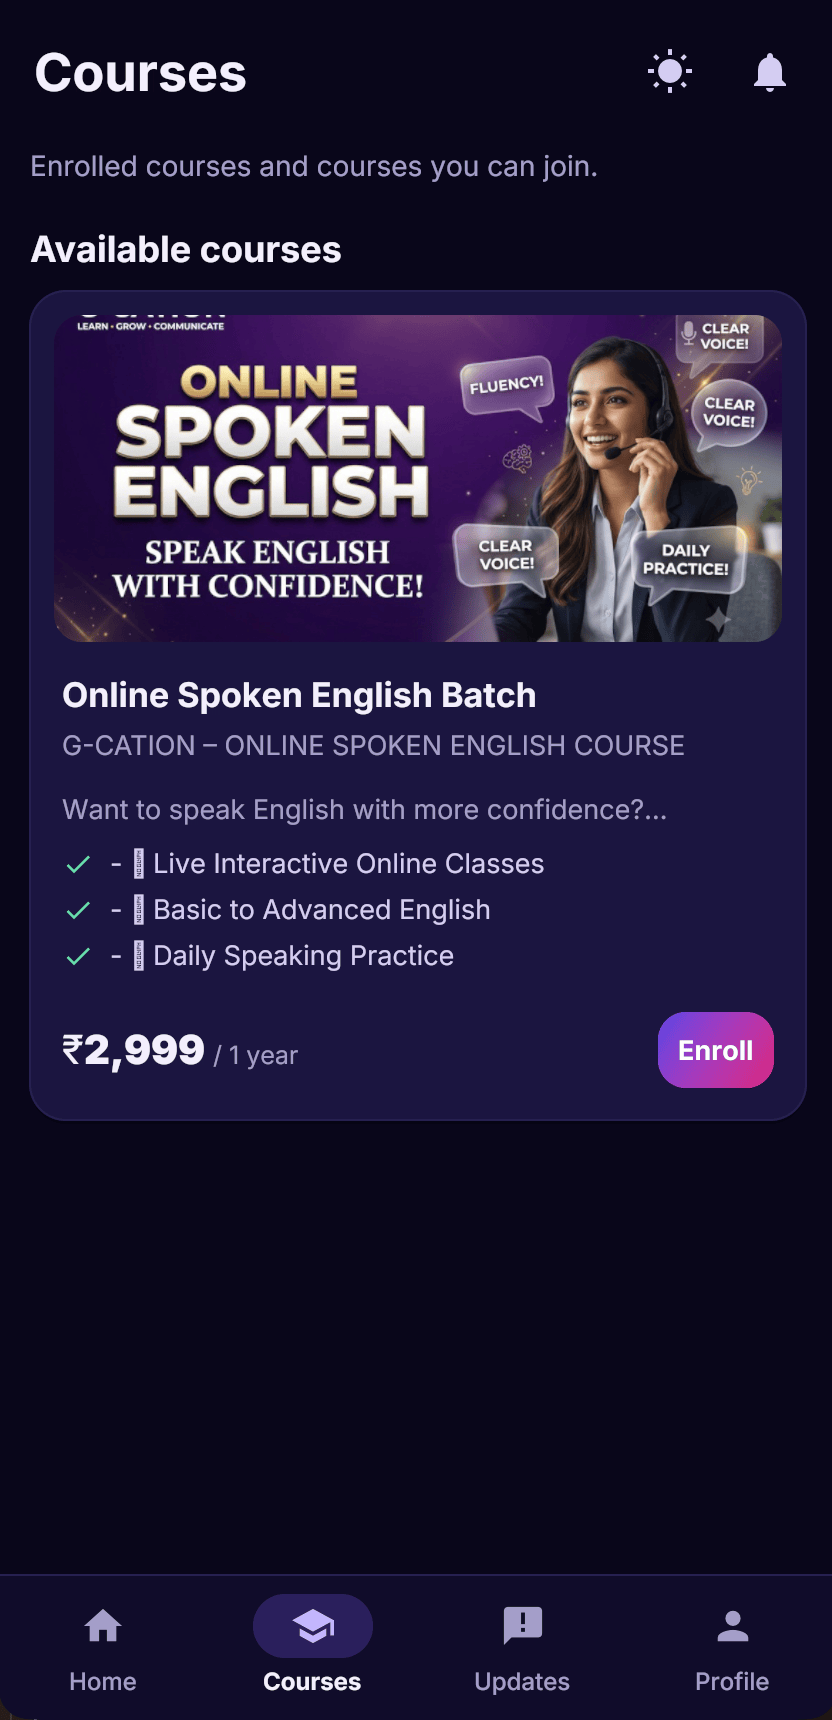 Courses
Enrolled courses and courses you can join.
Available courses
LEARN • GROW • COMMUNICATE
ONLINE
SPOKEN
ENGLISH
SPEAK ENGLISH
WITH CONFIDENCE!
FLUENCY!
CLEAR
VOICE!
CLEAR
VOICE!
CLEAR
VOICE!
DAILY
PRACTICE!
Online Spoken English Batch
G-CATION – ONLINE SPOKEN ENGLISH COURSE
Want to speak English with more confidence?...
- Live Interactive Online Classes
- Basic to Advanced English
- Daily Speaking Practice
₹2,999 / 1 year
Enroll
Home
Courses
Updates
Profile